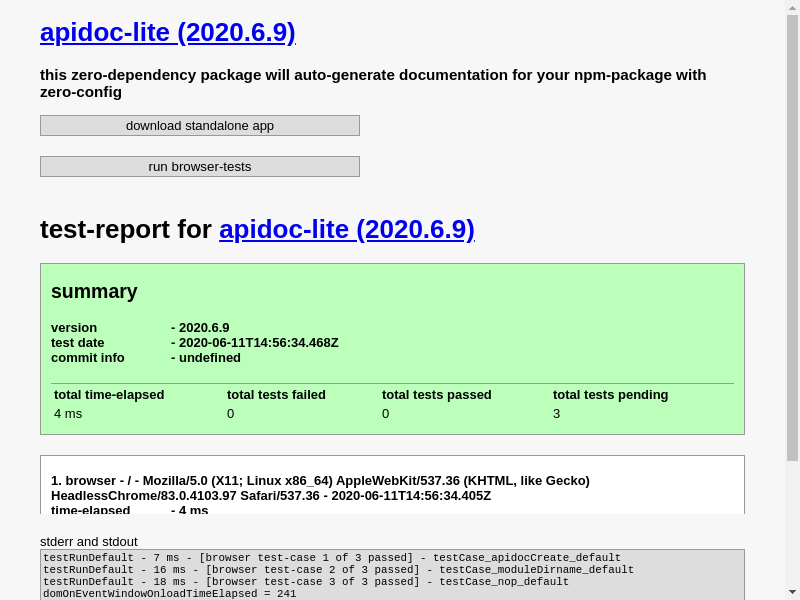 apidoc-lite (2020.6.9)
this zero-dependency package will auto-generate documentation for your npm-package with
zero-config
download standalone app
run browser-tests
test-report for apidoc-lite (2020.6.9)
summary
version - 2020.6.9
test date - 2020-06-11T14:56:34.468Z
commit info - undefined
total time-elapsed total tests failed total tests passed total tests pending
4 ms 0 0 3
1. browser - / - Mozilla/5.0 (X11; Linux x86_64) AppleWebKit/537.36 (KHTML, like Gecko)
HeadlessChrome/83.0.4103.97 Safari/537.36 - 2020-06-11T14:56:34.405Z
time-elapsed - 4 ms
stderr and stdout
testRunDefault - 7 ms - [browser test-case 1 of 3 passed] - testCase_apidocCreate_default
testRunDefault - 16 ms - [browser test-case 2 of 3 passed] - testCase_moduleDirname_default
testRunDefault - 18 ms - [browser test-case 3 of 3 passed] - testCase_nop_default
domOnEventWindowOnloadTimeElapsed = 241